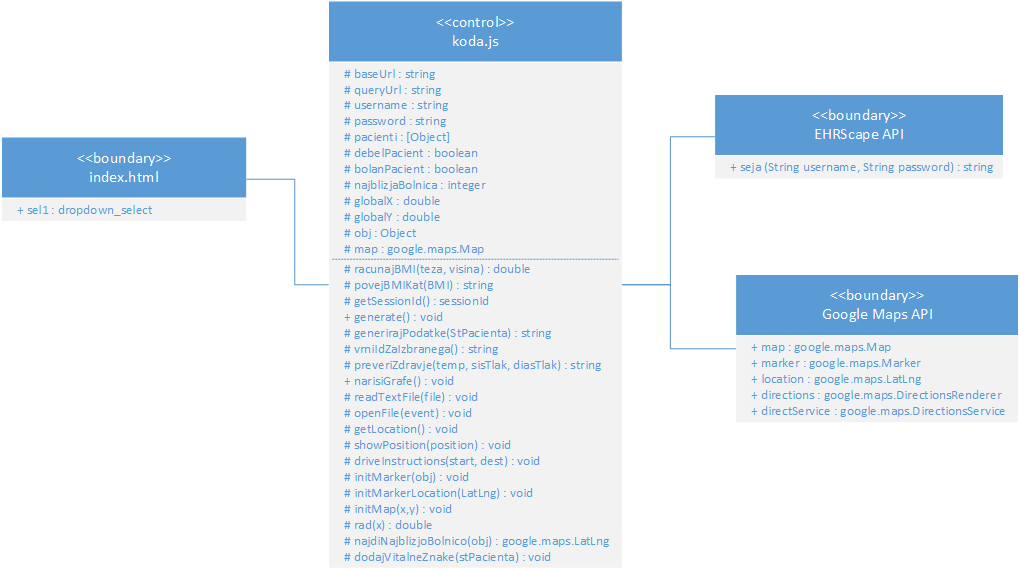 <<boundary>>
index.html
+ sel1 : dropdown_select
<<control>>
koda.js
# baseUrl : string
# queryUrl : string
# username : string
# password : string
# pacienti : [Object]
# debelPacient : boolean
# bolanPacient : boolean
# najblizjaBolnica : integer
# globalX : double
# globalY : double
# obj : Object
# map : google.maps.Map
# racunajBMI(teza, visina) : double
# povejBMIKat(BMI) : string
# getSessionId() : sessionId
+ generate() : void
# generirajPodatke(StPacienta) : string
# vrniIdZaIzbranega() : string
# preveriZdravje(temp, sisTlak, diasTlak) : string
+ narisiGrafe() : void
# readTextFile(file) : void
# openFile(event) : void
# getLocation() : void
# showPosition(position) : void
# driveInstructions(start, dest) : void
# initMarker(obj) : void
# initMarkerLocation(LatLng) : void
# initMap(x,y) : void
# rad(x) : double
# najdiNajblizjoBolnico(obj) : google.maps.LatLng
# dodajVitalneZnake(stPacienta) : void
<<boundary>>
EHRScape API
+ seja (String username, String password) : string
<<boundary>>
Google Maps API
+ map : google.maps.Map
+ marker : google.maps.Marker
+ location : google.maps.LatLng
+ directions : google.maps.DirectionsRenderer
+ directService : google.maps.DirectionsService